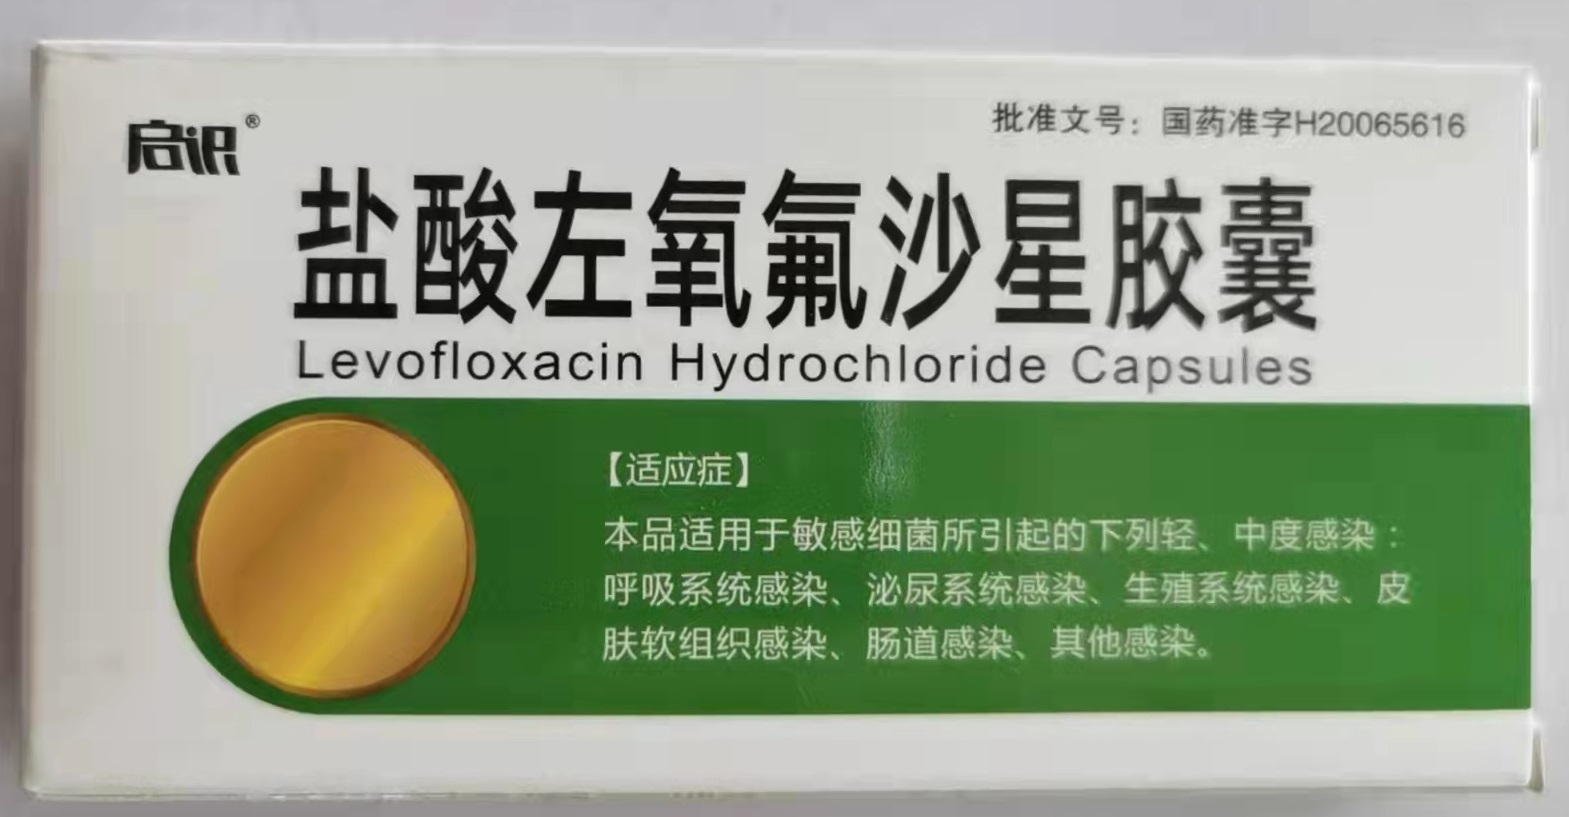 启识®
批准文号：国药准字H20065616
盐酸左氧氟沙星胶囊
Levofloxacin Hydrochloride Capsules
【适应症】
本品适用于敏感细菌所引起的下列轻、中度感染：
呼吸系统感染、泌尿系统感染、生殖系统感染、皮
肤软组织感染、肠道感染、其他感染。